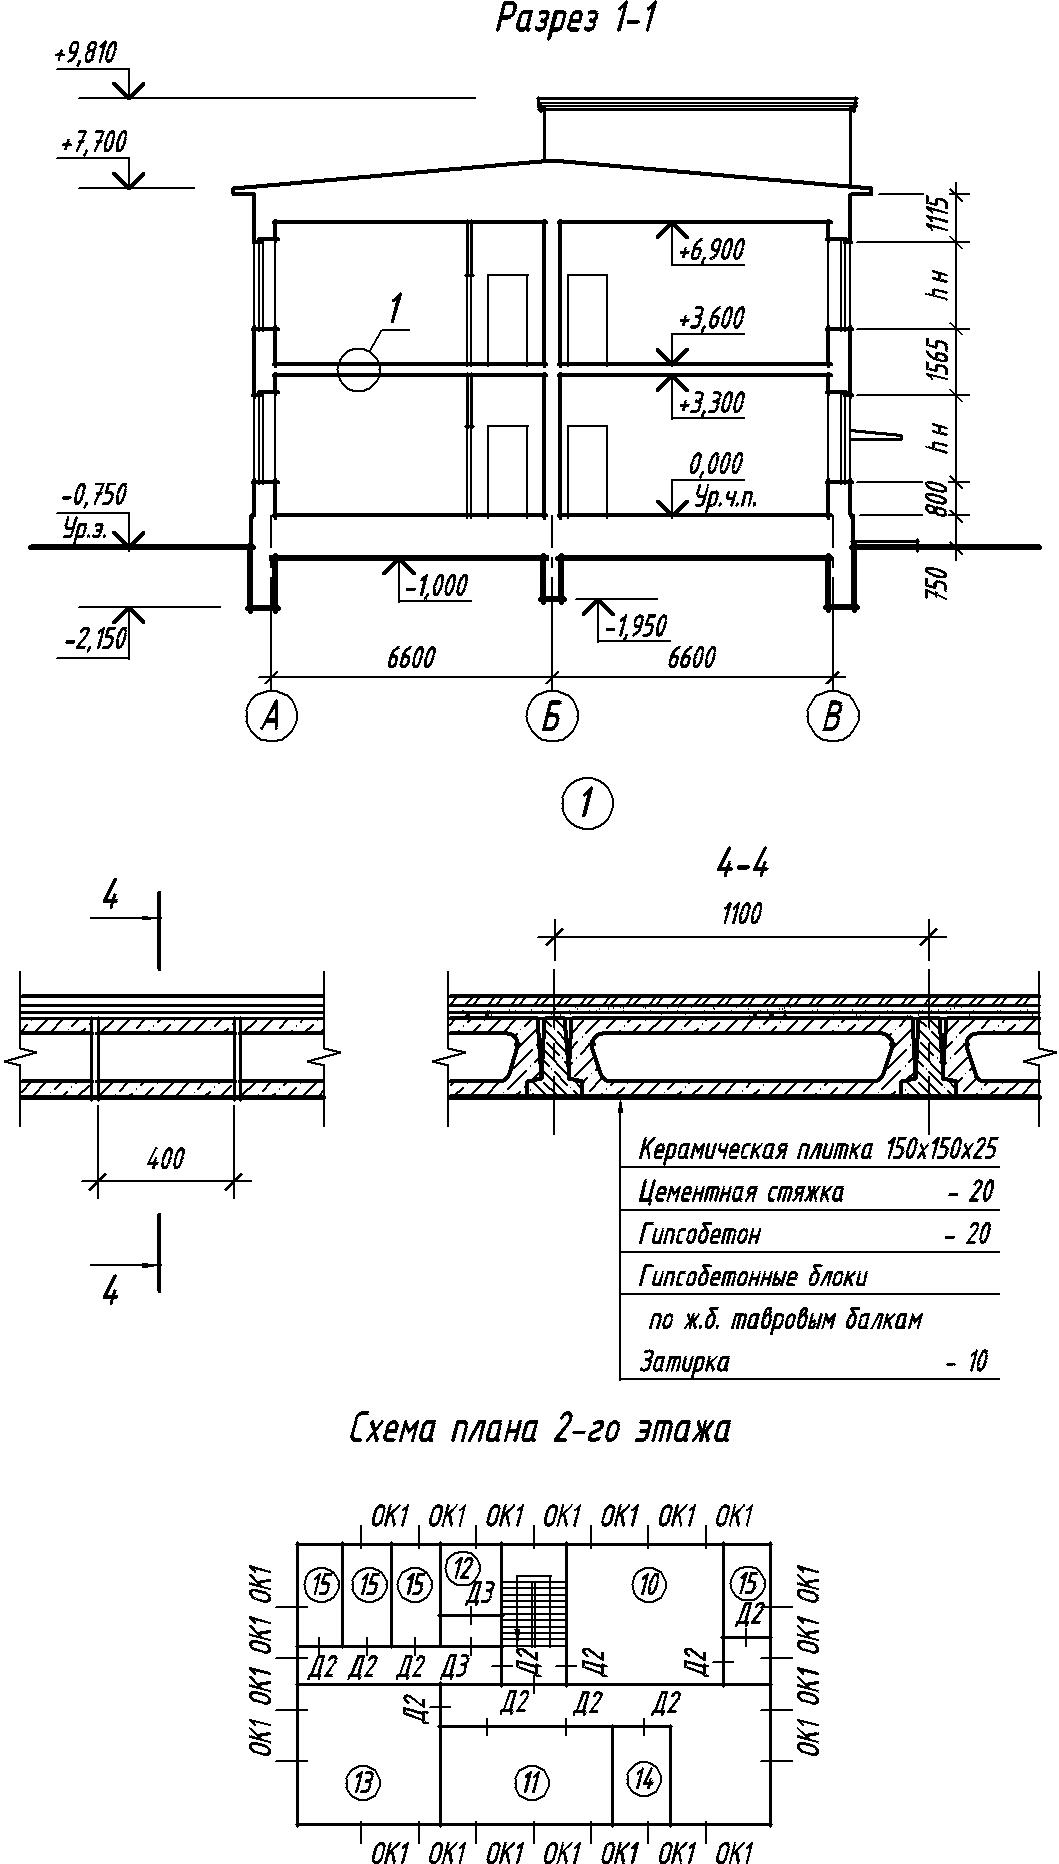 Разрез 1-1
+9,810
+7,700
1115
+6,900
h н
1
+3,600
1565
+3,300
h н
0,000
Ур.ч.п.
800
-0,750
Ур.з.
750
-1,000
-1,950
-2,150
6600
6600
А
Б
В
1
4
4-4
1100
400
4
Керамическая плитка 150х150х25
Цементная стяжка - 20
Гипсобетон - 20
Гипсобетонные блоки
по ж.б. тавровым балкам
Затирка - 10
Схема плана 2-го этажа
ОК1 ОК1 ОК1 ОК1 ОК1 ОК1 ОК1
ОК1 15 15 15 12 10 15 ОК1
Д3 Д2
ОК1 ОК1
Д2 Д2 Д2 Д3 Д2 Д2 Д2
ОК1 ОК1
Д2 Д2 Д2 Д2
ОК1 ОК1
13 11 14
ОК1 ОК1 ОК1 ОК1 ОК1 ОК1 ОК1